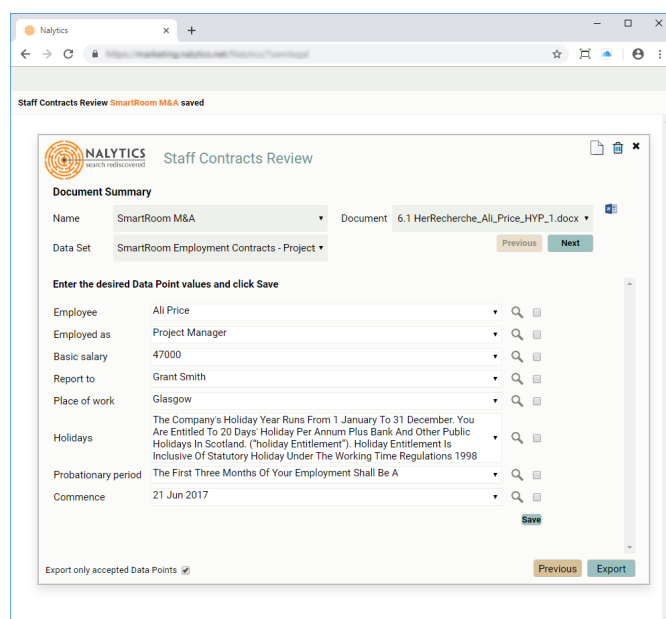 Nalytics
Staff Contracts Review SmartRoom M&A saved
NALYTICS
search rediscovered
Staff Contracts Review
Document Summary
Name SmartRoom M&A Document 6.1 HerRecherche_Ali_Price_HYP_1.docx
Data Set SmartRoom Employment Contracts - Project Previous Next
Enter the desired Data Point values and click Save
Employee Ali Price
Employed as Project Manager
Basic salary 47000
Report to Grant Smith
Place of work Glasgow
Holidays
The Company's Holiday Year Runs From 1 January To 31 December. You
Are Entitled To 20 Days' Holiday Per Annum Plus Bank And Other Public
Holidays In Scotland. ("holiday Entitlement"). Holiday Entitlement Is
Inclusive Of Statutory Holiday Under The Working Time Regulations 1998
Probationary period The First Three Months Of Your Employment Shall Be A
Commence 21 Jun 2017
Save
Export only accepted Data Points Previous Export